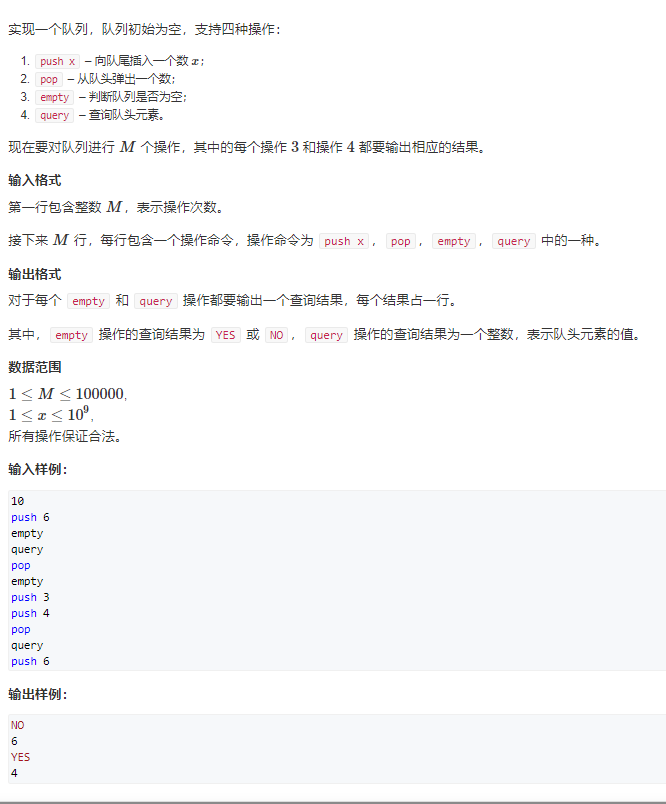 实现一个队列，队列初始为空，支持四种操作：
1. push x – 向队尾插入一个数 x；
2. pop – 从队头弹出一个数；
3. empty – 判断队列是否为空；
4. query – 查询队头元素。
现在要对队列进行 M 个操作，其中的每个操作 3 和操作 4 都要输出相应的结果。
输入格式
第一行包含整数 M，表示操作次数。
接下来 M 行，每行包含一个操作命令，操作命令为 push x，pop，empty，query 中的一种。
输出格式
对于每个 empty 和 query 操作都要输出一个查询结果，每个结果占一行。
其中，empty 操作的查询结果为 YES 或 NO，query 操作的查询结果为一个整数，表示队头元素的值。
数据范围
1 ≤ M ≤ 100000,
1 ≤ x ≤ 10⁹,
所有操作保证合法。
输入样例：
10
push 6
empty
query
pop
empty
push 3
push 4
pop
query
push 6
输出样例：
NO
6
YES
4